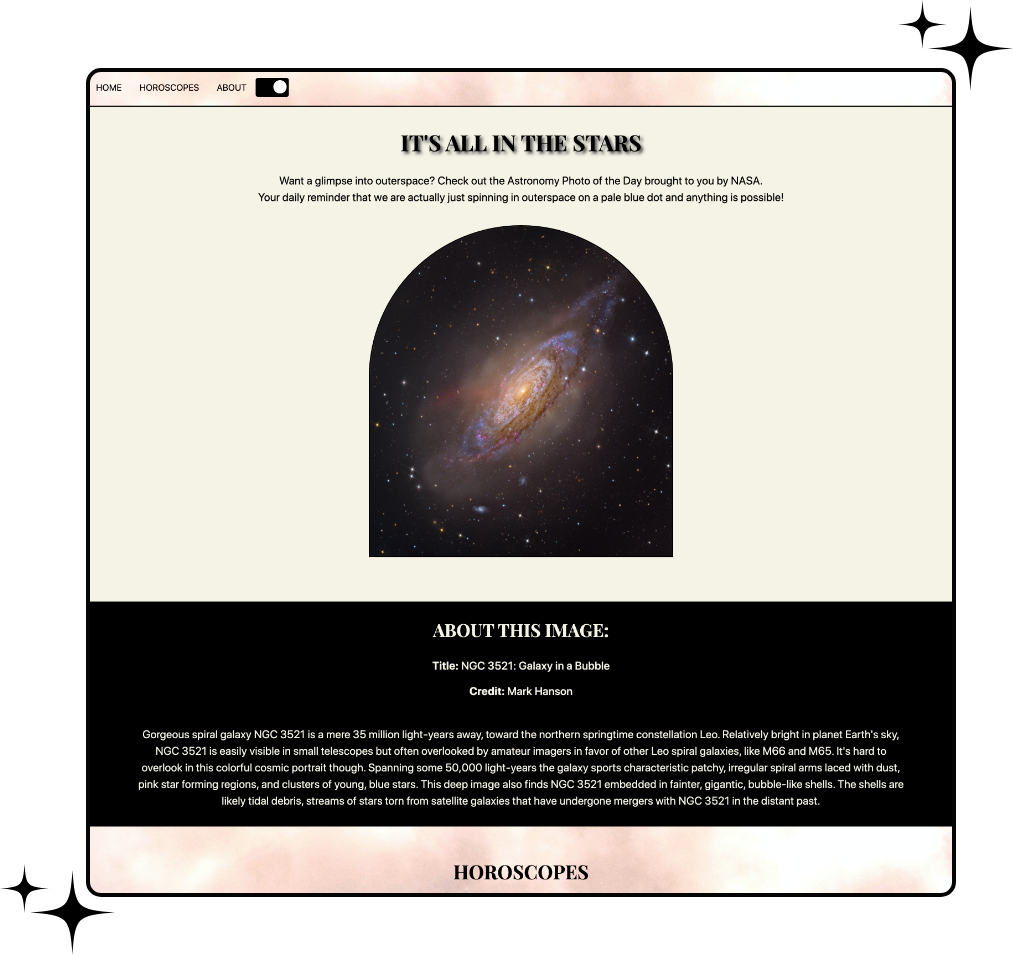 HOME HOROSCOPES ABOUT
IT'S ALL IN THE STARS
Want a glimpse into outerspace? Check out the Astronomy Photo of the Day brought to you by NASA.
Your daily reminder that we are actually just spinning in outerspace on a pale blue dot and anything is possible!
ABOUT THIS IMAGE:
Title: NGC 3521: Galaxy in a Bubble
Credit: Mark Hanson
Gorgeous spiral galaxy NGC 3521 is a mere 35 million light-years away, toward the northern springtime constellation Leo. Relatively bright in planet Earth's sky,
NGC 3521 is easily visible in small telescopes but often overlooked by amateur imagers in favor of other Leo spiral galaxies, like M66 and M65. It's hard to
overlook in this colorful cosmic portrait though. Spanning some 50,000 light-years the galaxy sports characteristic patchy, irregular spiral arms laced with dust,
pink star forming regions, and clusters of young, blue stars. This deep image also finds NGC 3521 embedded in fainter, gigantic, bubble-like shells. The shells are
likely tidal debris, streams of stars torn from satellite galaxies that have undergone mergers with NGC 3521 in the distant past.
HOROSCOPES